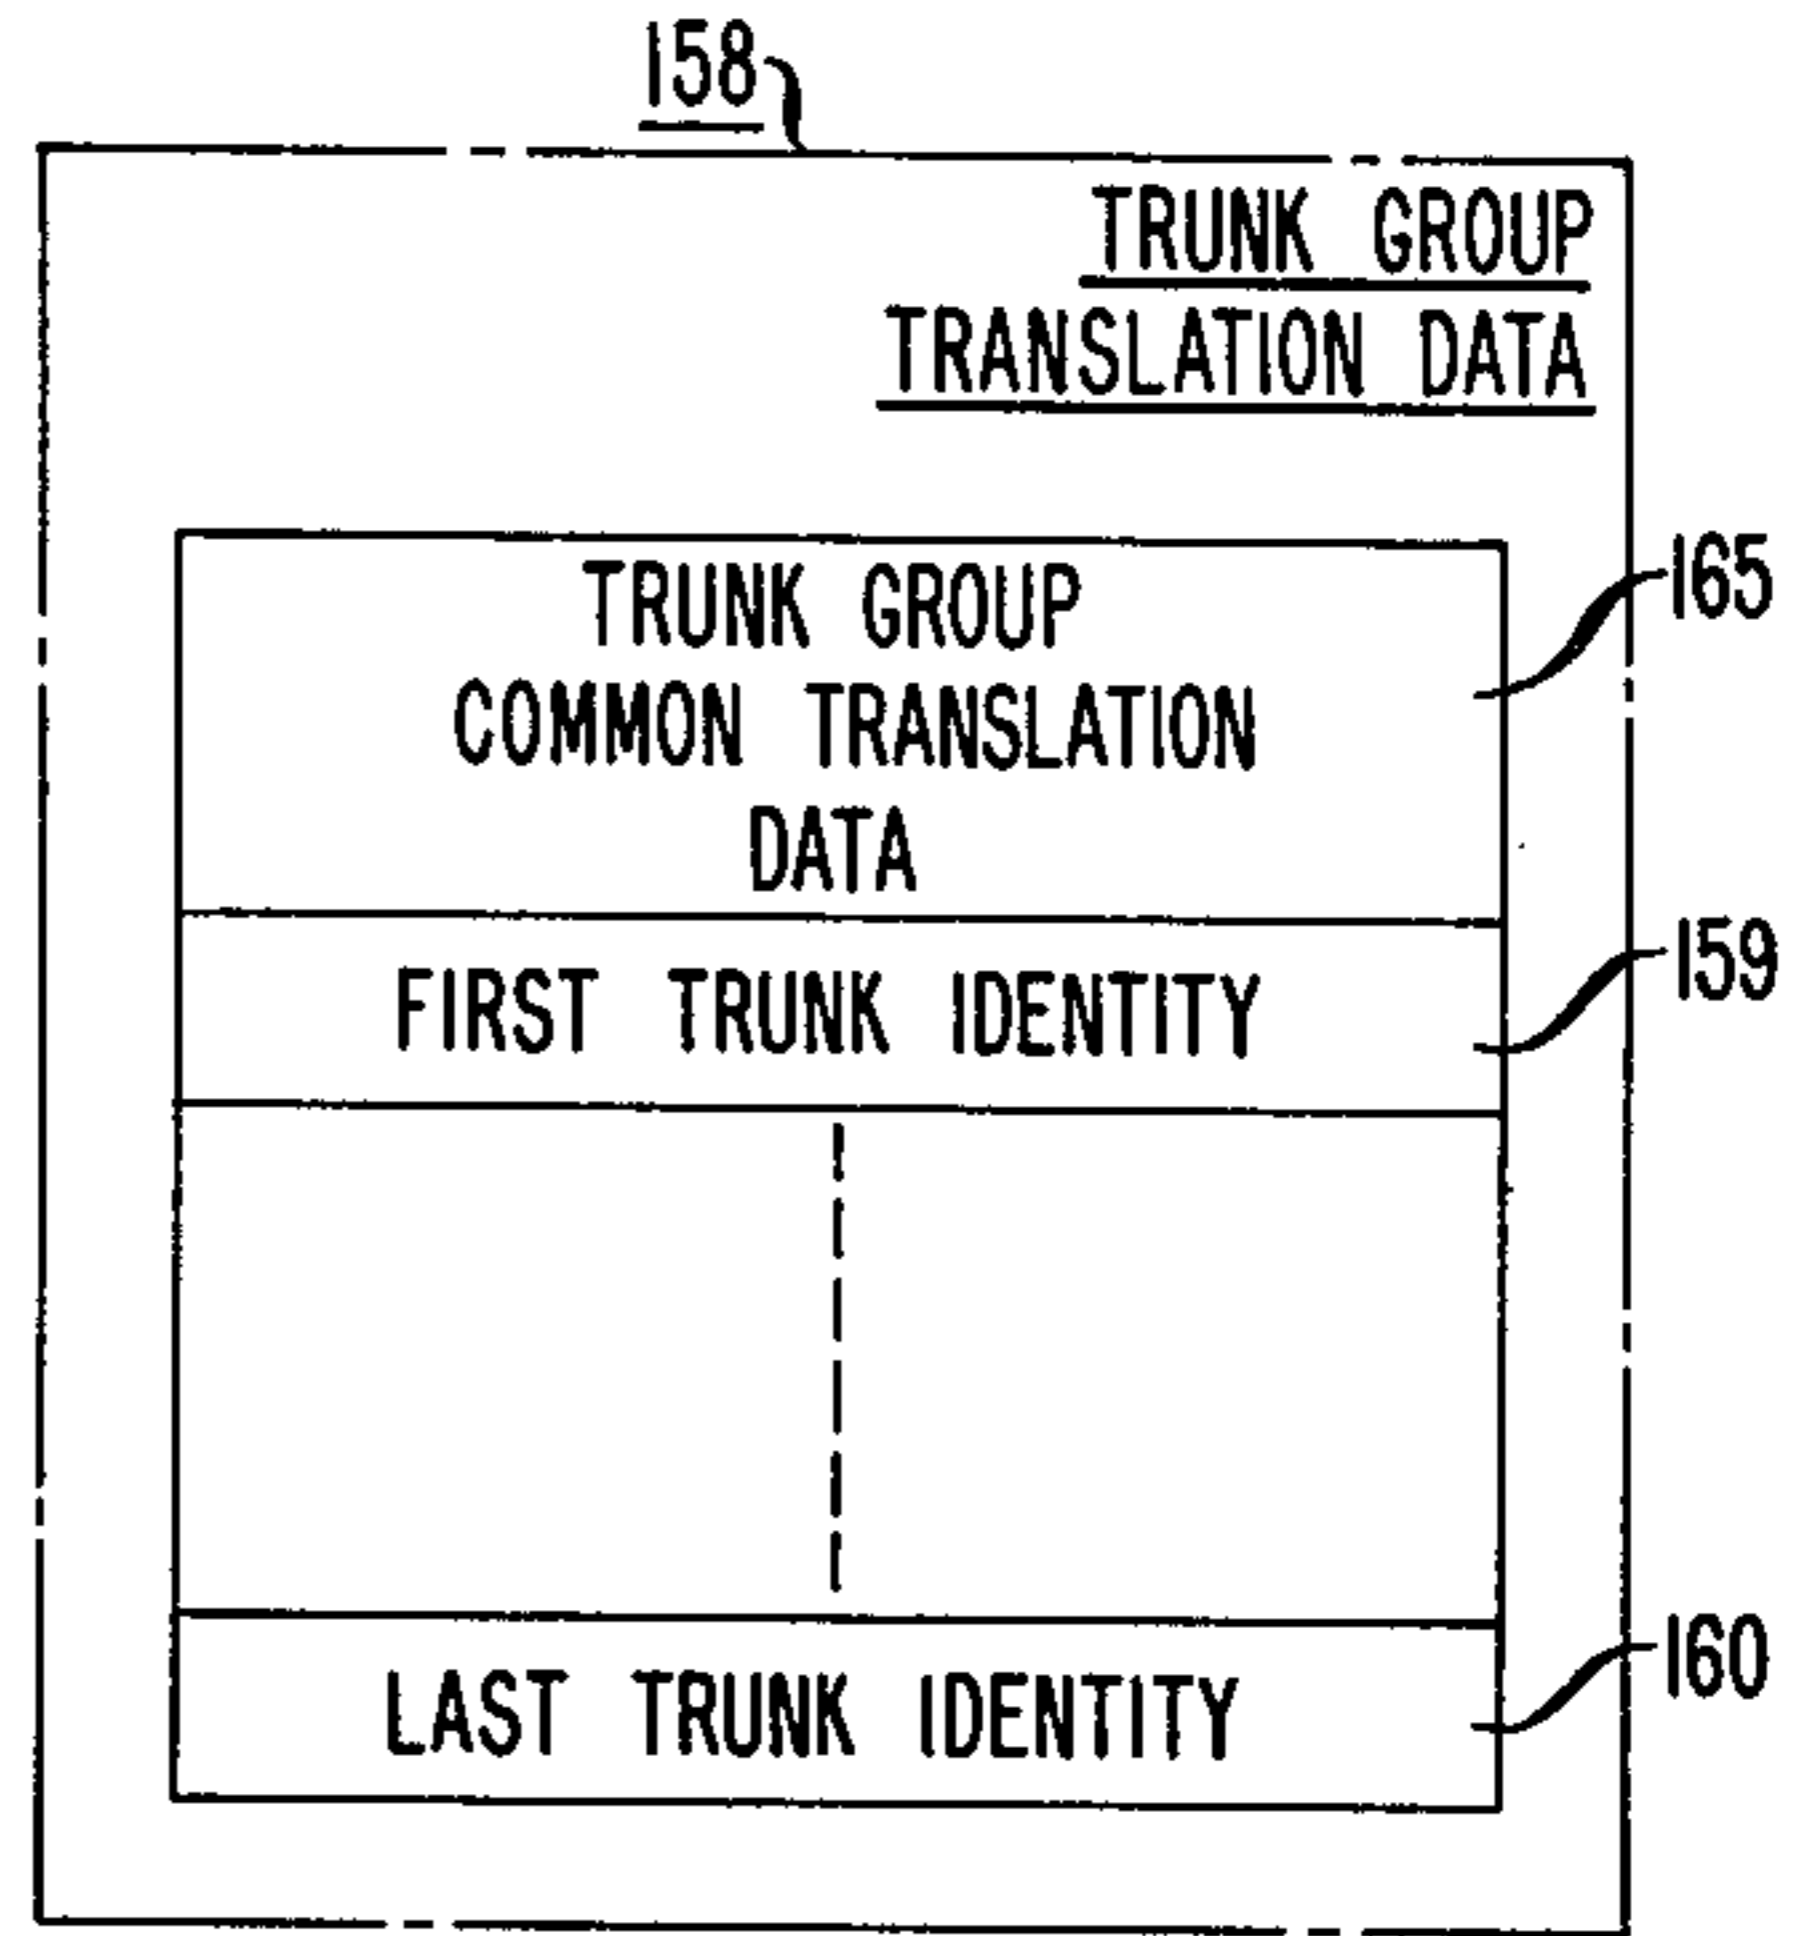 158
TRUNK GROUP
TRANSLATION DATA
TRUNK GROUP
COMMON TRANSLATION
DATA
165
FIRST TRUNK IDENTITY
159
LAST TRUNK IDENTITY
160